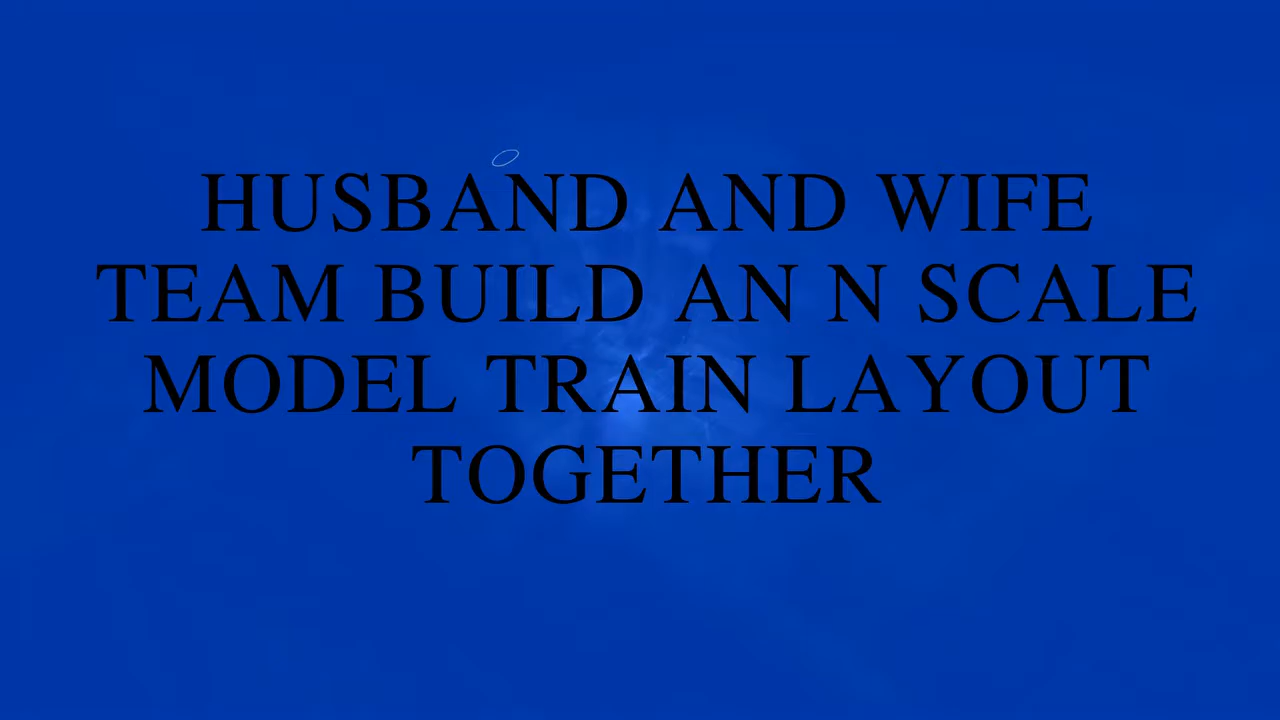 HUSBAND AND WIFE
TEAM BUILD AN N SCALE
MODEL TRAIN LAYOUT
TOGETHER